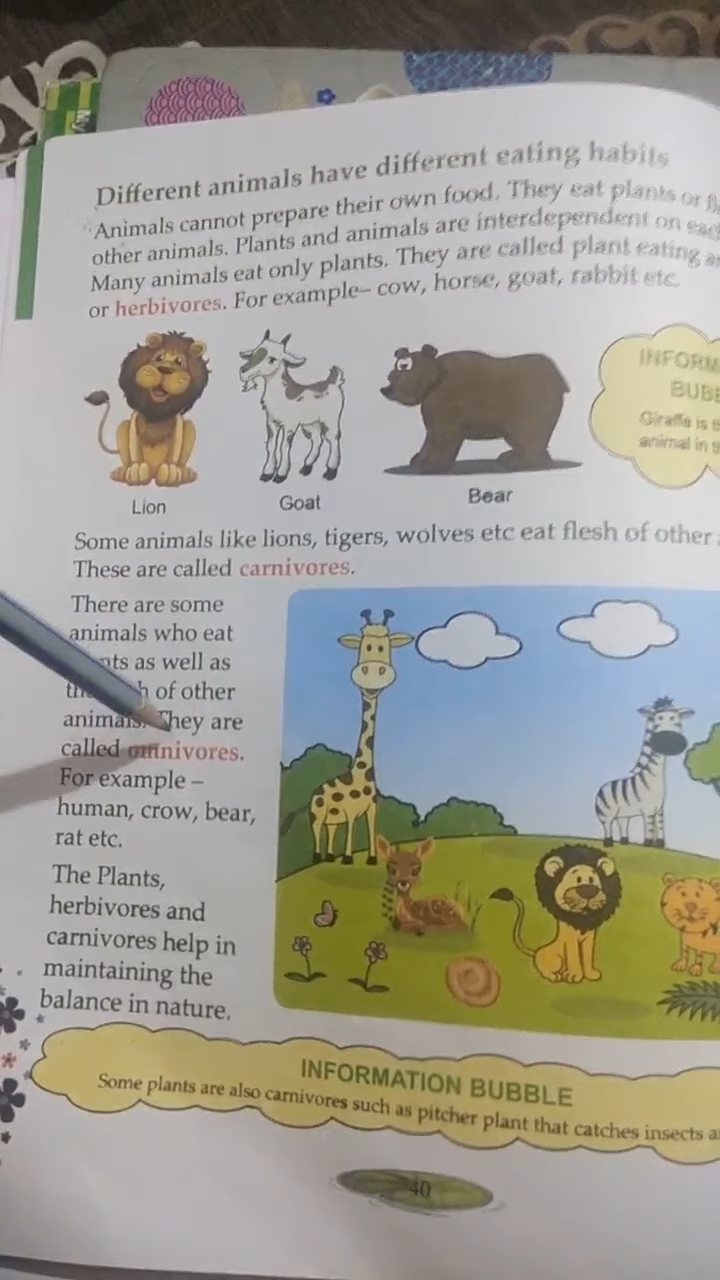 Different animals have different eating habits
Animals cannot prepare their own food. They eat plants or
other animals. Plants and animals are interdependent on
Many animals eat only plants. They are called plant eating
or herbivores. For example– cow, horse, goat, rabbit etc.
INFORM
BUBB
Giraffe is
animal in
Lion
Goat
Bear
Some animals like lions, tigers, wolves etc eat flesh of other
These are called carnivores.
There are some
animals who eat
as well as
of other
animals. They are
called omnivores.
For example –
human, crow, bear,
rat etc.
The Plants,
herbivores and
carnivores help in
maintaining the
balance in nature.
INFORMATION BUBBLE
Some plants are also carnivores such as pitcher plant that catches insects
40